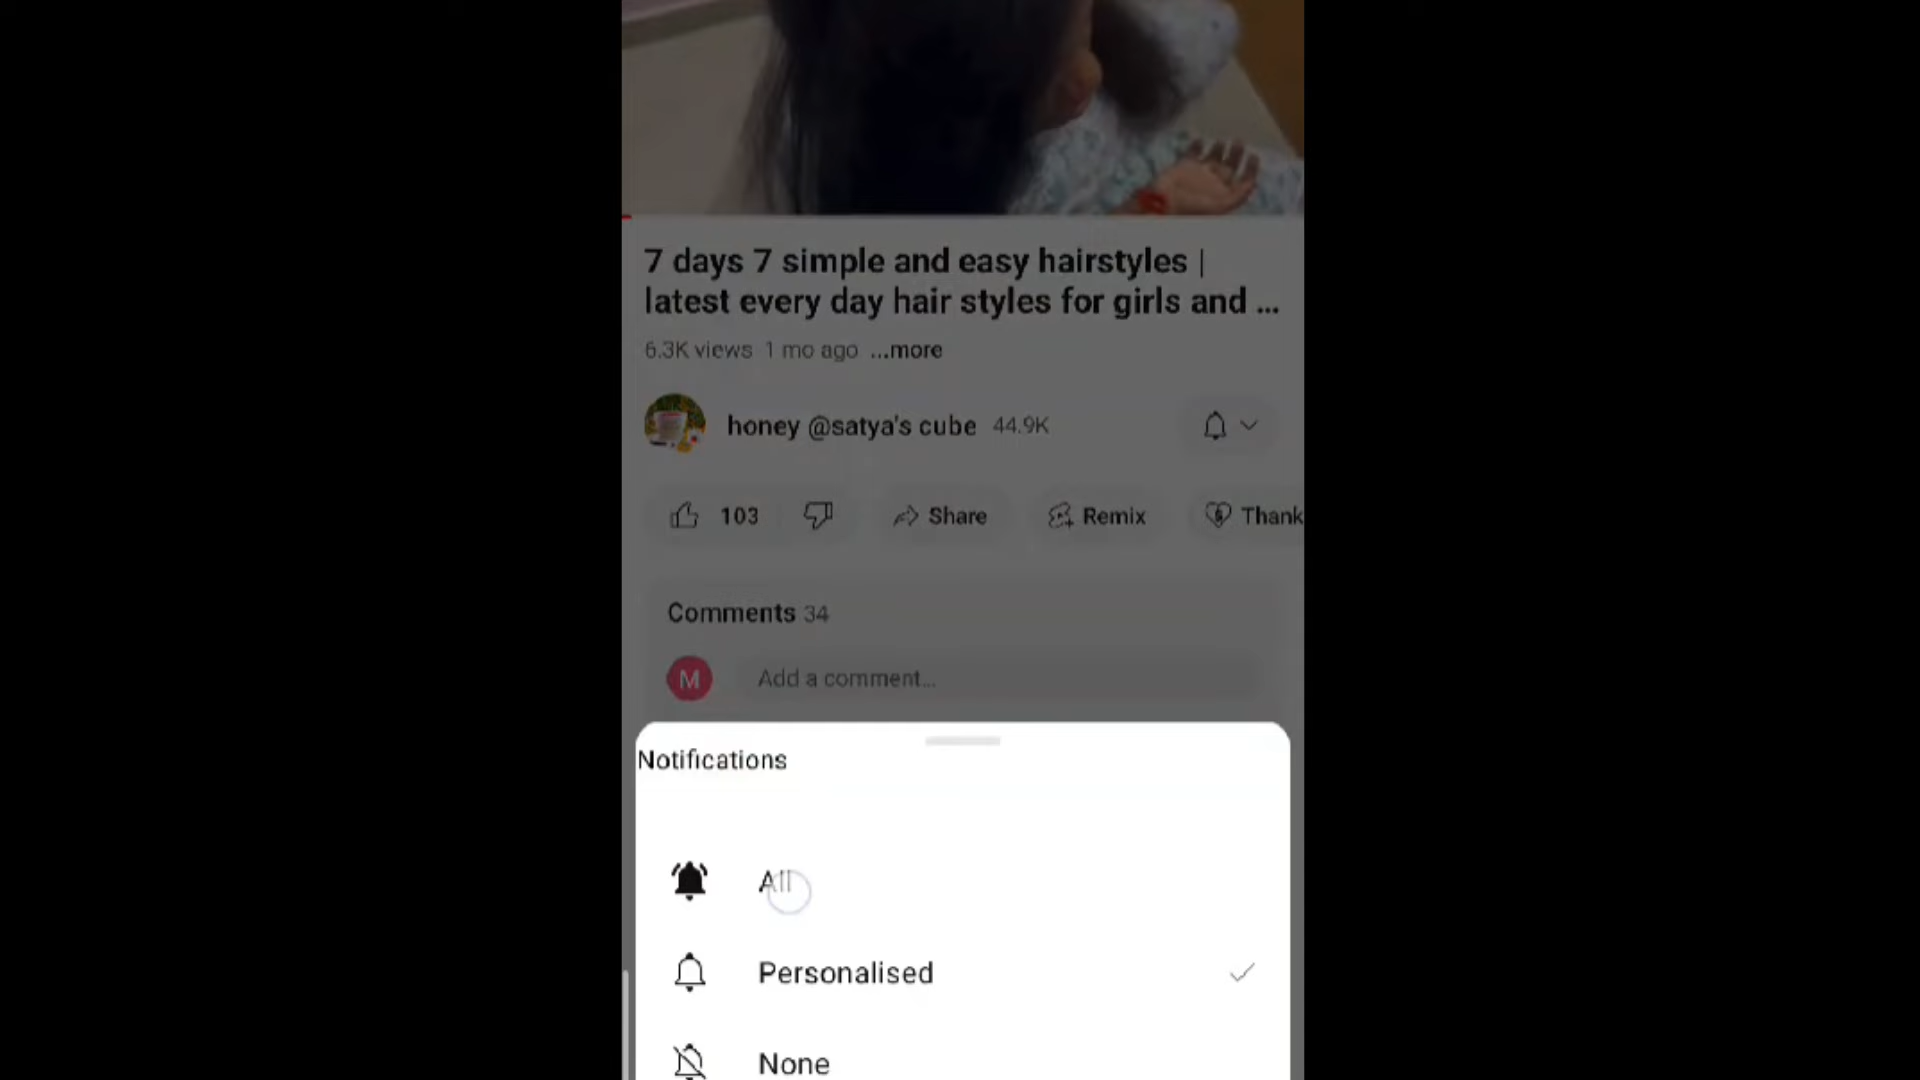 7 days 7 simple and easy hairstyles |
latest every day hair styles for girls and ...
6.3K views 1 mo ago ...more
honey @satya's cube 44.9K
103 Share Remix Thank
Comments 34
M Add a comment...
Notifications
All
Personalised
None